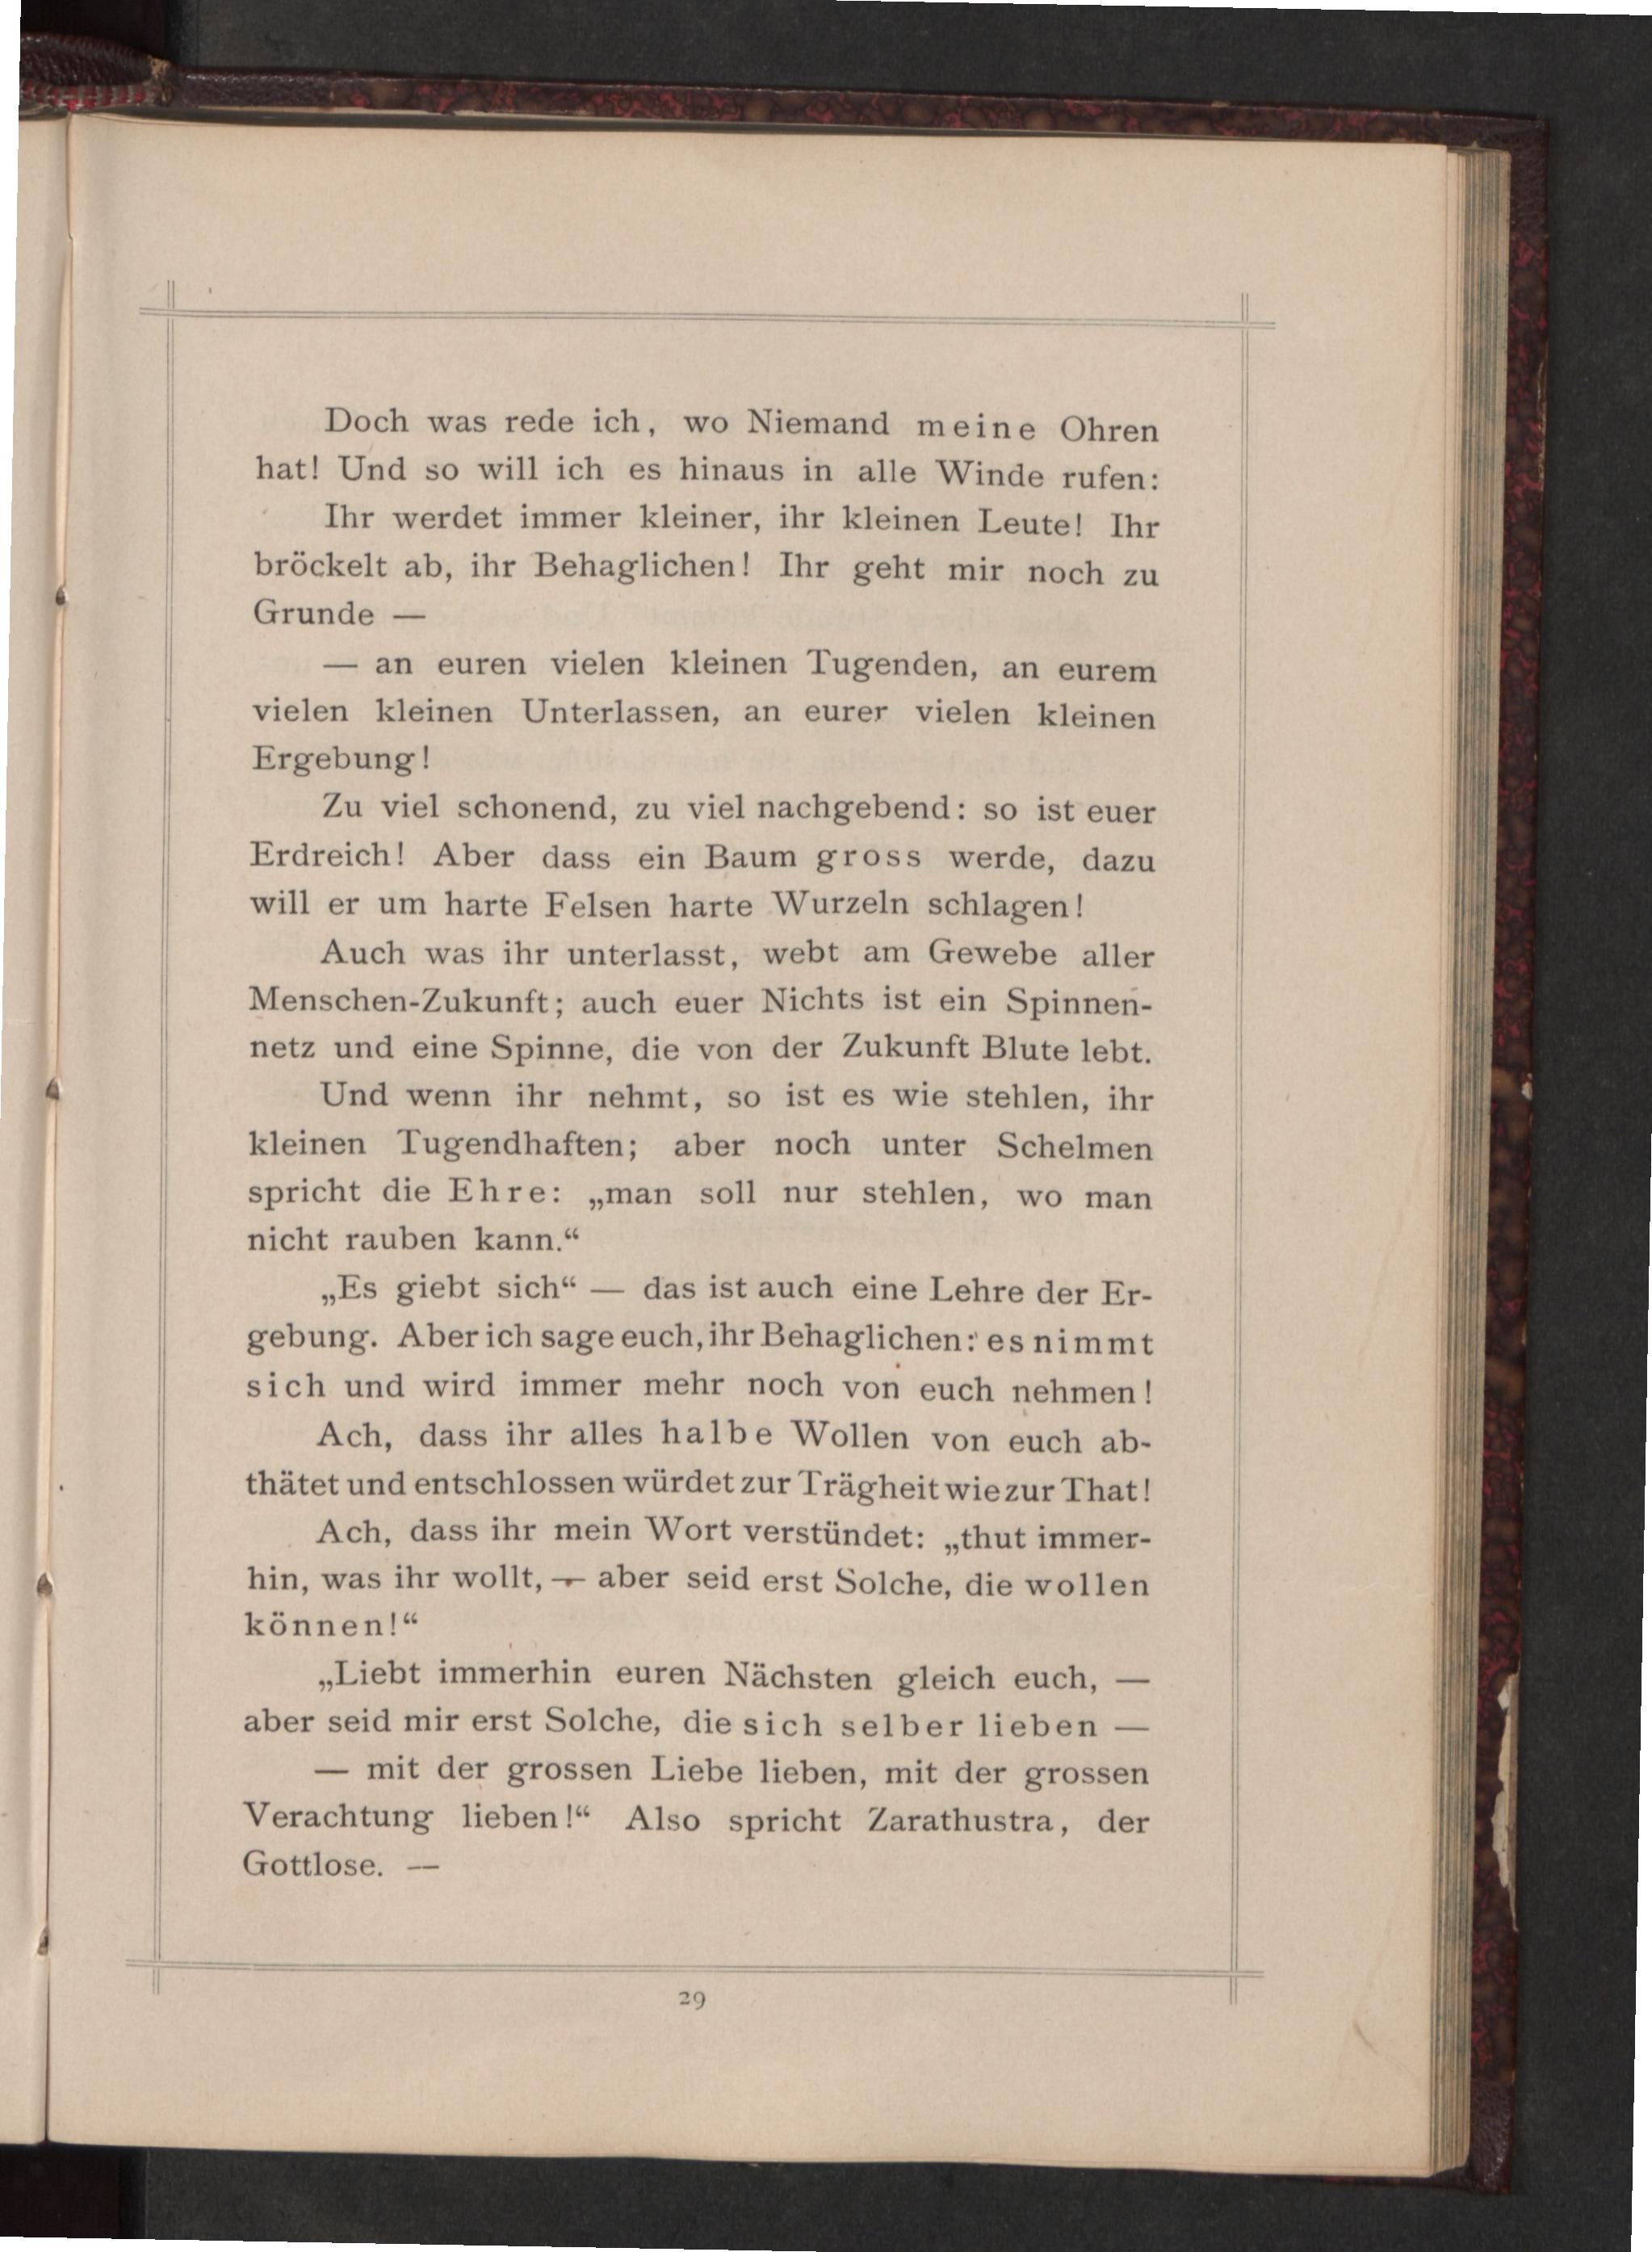 Doch was rede ich, wo Niemand meine Ohren
hat! Und so will ich es hinaus in alle Winde rufen:
Ihr werdet immer kleiner, ihr kleinen Leute! Ihr
bröckelt ab, ihr Behaglichen! Ihr geht mir noch zu
Grunde —
— an euren vielen kleinen Tugenden, an eurem
vielen kleinen Unterlassen, an eurer vielen kleinen
Ergebung!
Zu viel schonend, zu viel nachgebend: so ist euer
Erdreich! Aber dass ein Baum gross werde, dazu
will er um harte Felsen harte Wurzeln schlagen!
Auch was ihr unterlasst, webt am Gewebe aller
Menschen-Zukunft; auch euer Nichts ist ein Spinnen-
netz und eine Spinne, die von der Zukunft Blute lebt.
Und wenn ihr nehmt, so ist es wie stehlen, ihr
kleinen Tugendhaften; aber noch unter Schelmen
spricht die Ehre: „man soll nur stehlen, wo man
nicht rauben kann.“
„Es giebt sich“ — das ist auch eine Lehre der Er-
gebung. Aber ich sage euch, ihr Behaglichen: es nimmt
sich und wird immer mehr noch von euch nehmen!
Ach, dass ihr alles halbe Wollen von euch ab-
thätet und entschlossen würdet zur Trägheit wie zur That!
Ach, dass ihr mein Wort verstündet: „thut immer-
hin, was ihr wollt, — aber seid erst Solche, die wollen
können!“
„Liebt immerhin euren Nächsten gleich euch, —
aber seid mir erst Solche, die sich selber lieben —
— mit der grossen Liebe lieben, mit der grossen
Verachtung lieben!“ Also spricht Zarathustra, der
Gottlose. —
29